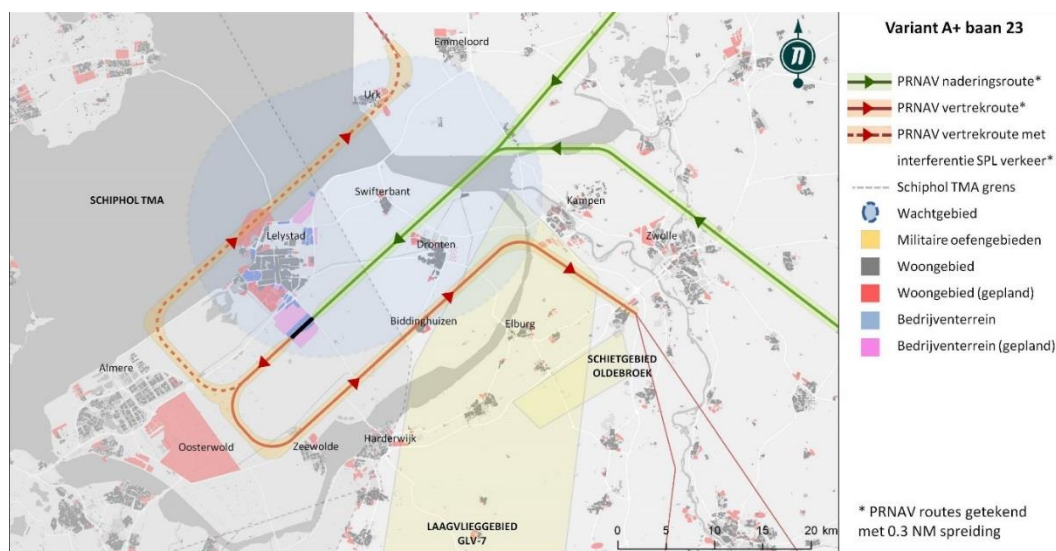 Variant A+ baan 23
PRNAV naderingsroute*
PRNAV vertrekroute*
PRNAV vertrekroute met
interferentie SPL verkeer*
Schiphol TMA grens
Wachtgebied
Militaire oefengebieden
Woongebied
Woongebied (gepland)
Bedrijventerrein
Bedrijventerrein (gepland)
* PRNAV routes getekend
met 0.3 NM spreiding
Emmeloord
Urk
SCHIPHOL TMA
Swifterbant
Kampen
Lelystad
Dronten
Zwolle
Biddinghuizen
Elburg
Almere
SCHIETGEBIED
OLDEBROEK
Oosterwold
Zeewolde
Harderwijk
LAAGVLIEGGEBIED
GLV-7
0 5 10 15 20 km